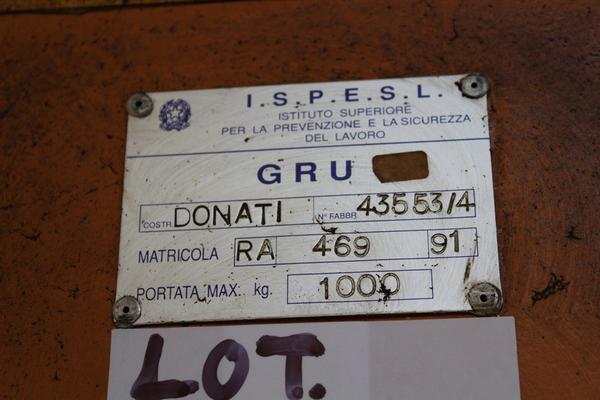 I.S.P.E.S.L.
ISTITUTO SUPERIORE
PER LA PREVENZIONE E LA SICUREZZA
DEL LAVORO
GRU
COSTR. DONATI N° FABBR. 43553/4
MATRICOLA RA 469 91
PORTATA MAX. kg. 1000
LOT.